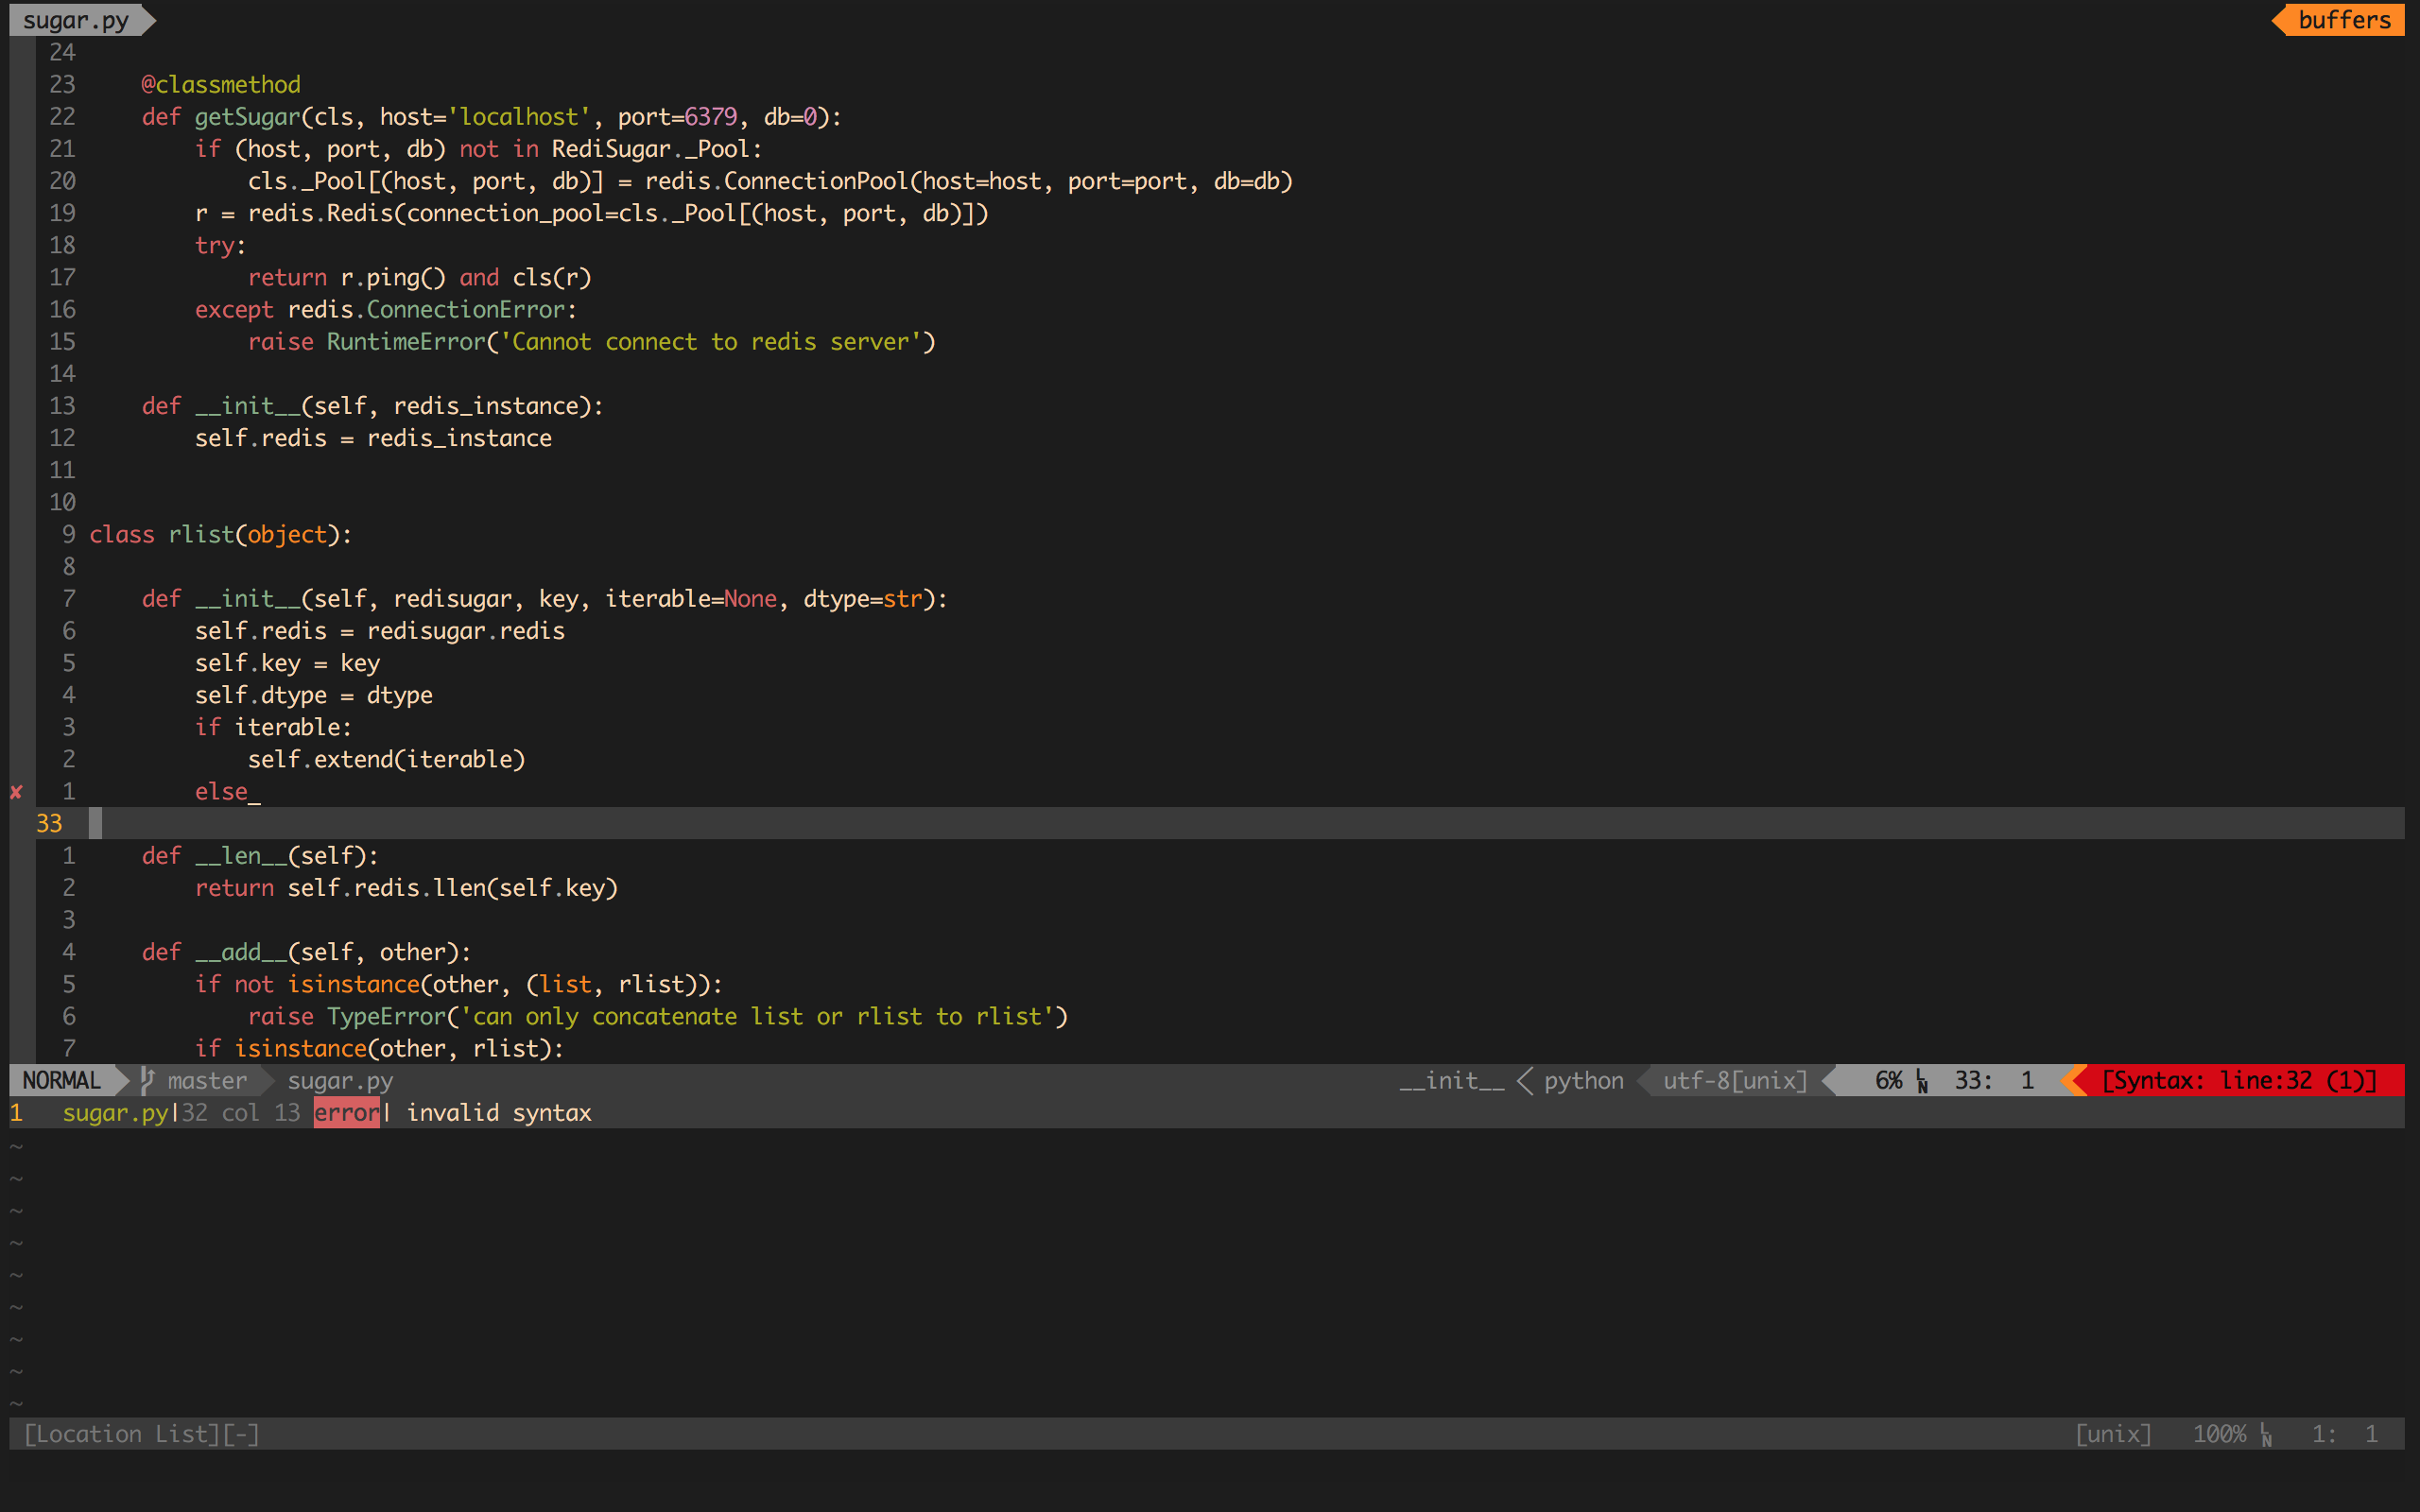 sugar.py buffers
24
23     @classmethod
22     def getSugar(cls, host='localhost', port=6379, db=0):
21         if (host, port, db) not in RediSugar._Pool:
20             cls._Pool[(host, port, db)] = redis.ConnectionPool(host=host, port=port, db=db)
19         r = redis.Redis(connection_pool=cls._Pool[(host, port, db)])
18         try:
17             return r.ping() and cls(r)
16         except redis.ConnectionError:
15             raise RuntimeError('Cannot connect to redis server')
14
13     def __init__(self, redis_instance):
12         self.redis = redis_instance
11
10
9 class rlist(object):
8
7     def __init__(self, redisugar, key, iterable=None, dtype=str):
6         self.redis = redisugar.redis
5         self.key = key
4         self.dtype = dtype
3         if iterable:
2             self.extend(iterable)
✘ 1         else_
33
1     def __len__(self):
2         return self.redis.llen(self.key)
3
4     def __add__(self, other):
5         if not isinstance(other, (list, rlist)):
6             raise TypeError('can only concatenate list or rlist to rlist')
7         if isinstance(other, rlist):
NORMAL master sugar.py __init__ python utf-8[unix] 6% LN 33: 1 [Syntax: line:32 (1)]
1 sugar.py|32 col 13 error| invalid syntax
~
~
~
~
~
~
~
~
~
[Location List][-] [unix] 100% LN 1: 1